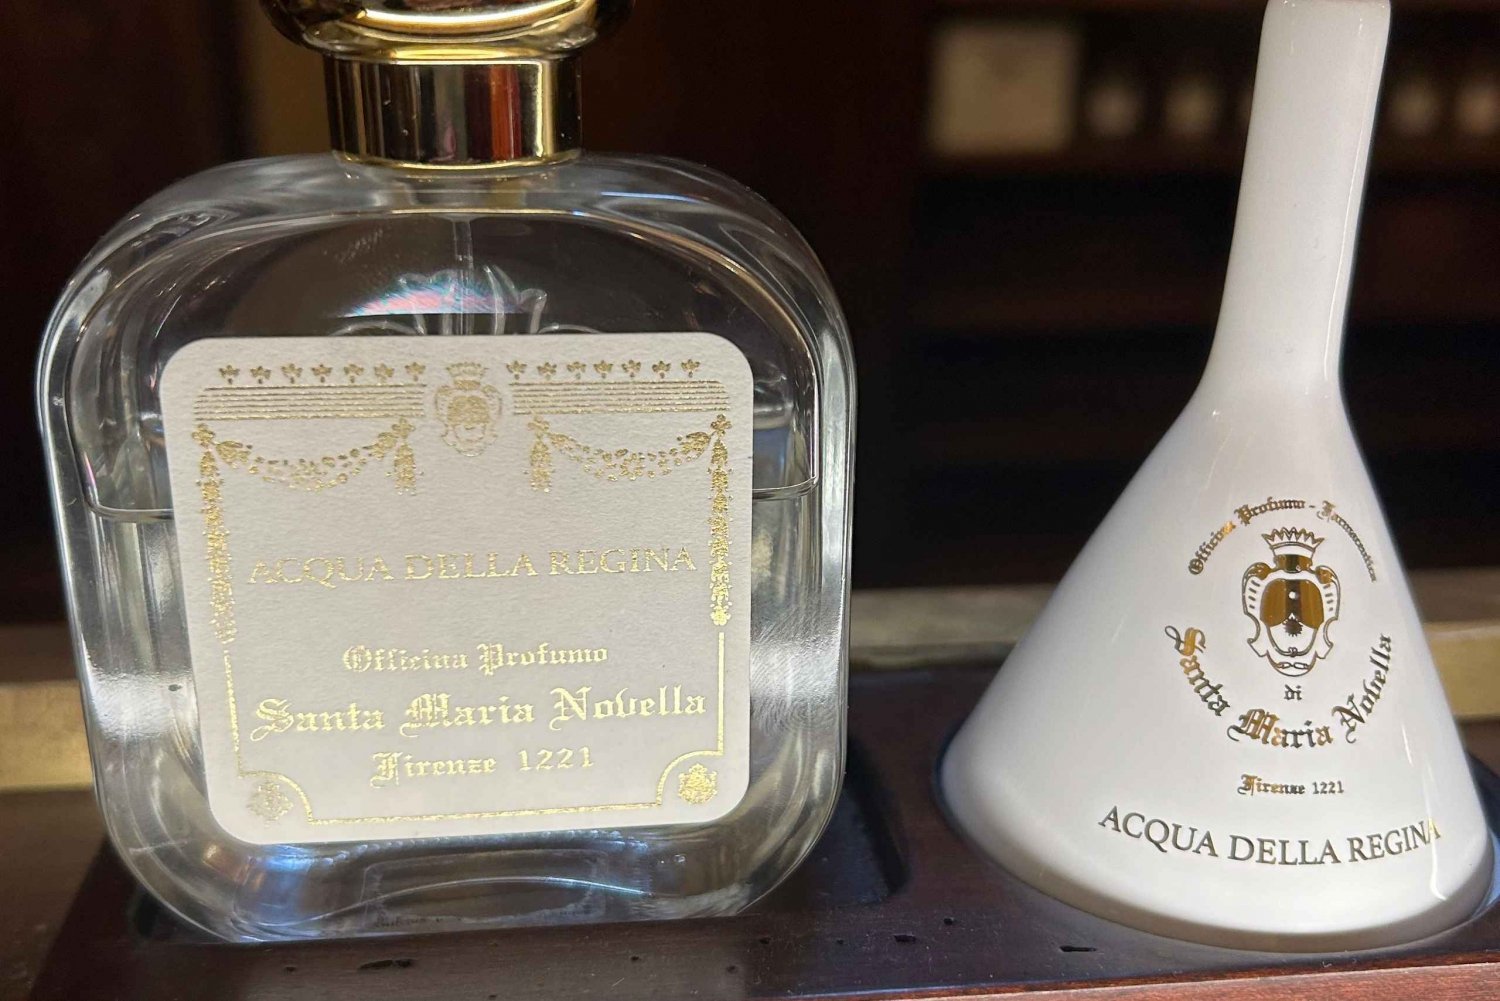 ACQUA DELLA REGINA
Officina Profumo
Santa Maria Novella
Firenze 1221
Officina Profumo - Farmaceutica
di
Santa Maria Novella
Firenze 1221
ACQUA DELLA REGINA